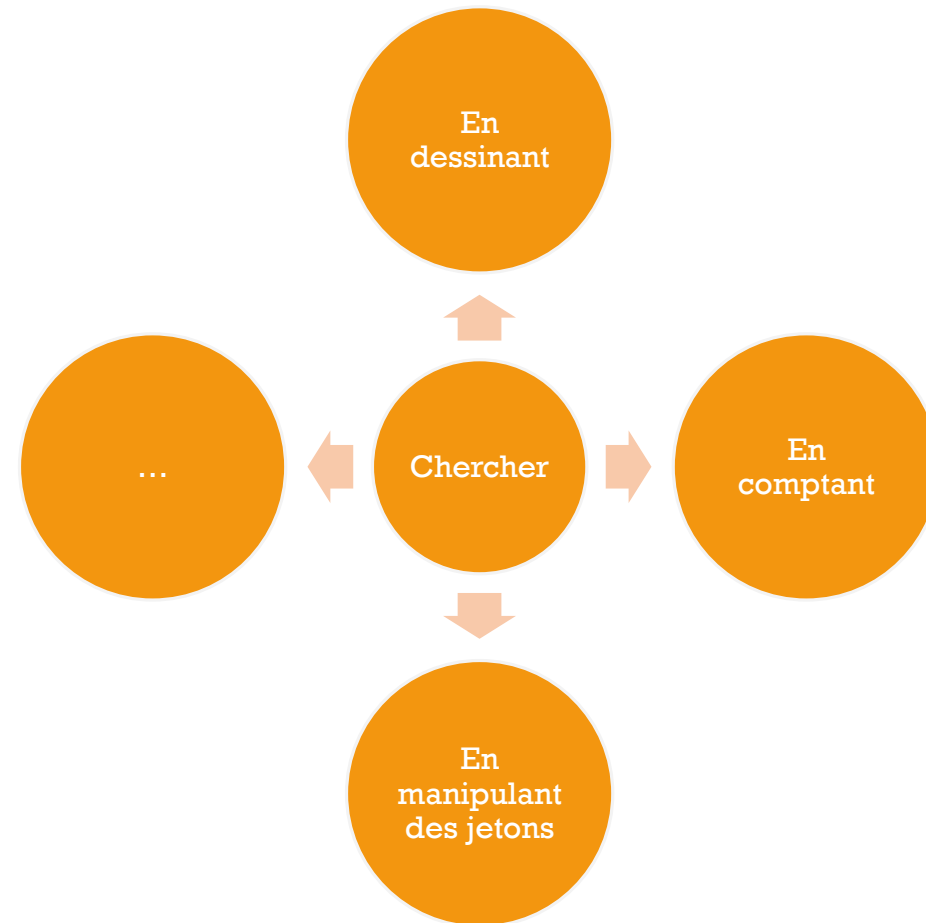 En
dessinant
...
Chercher
En
comptant
En
manipulant
des jetons